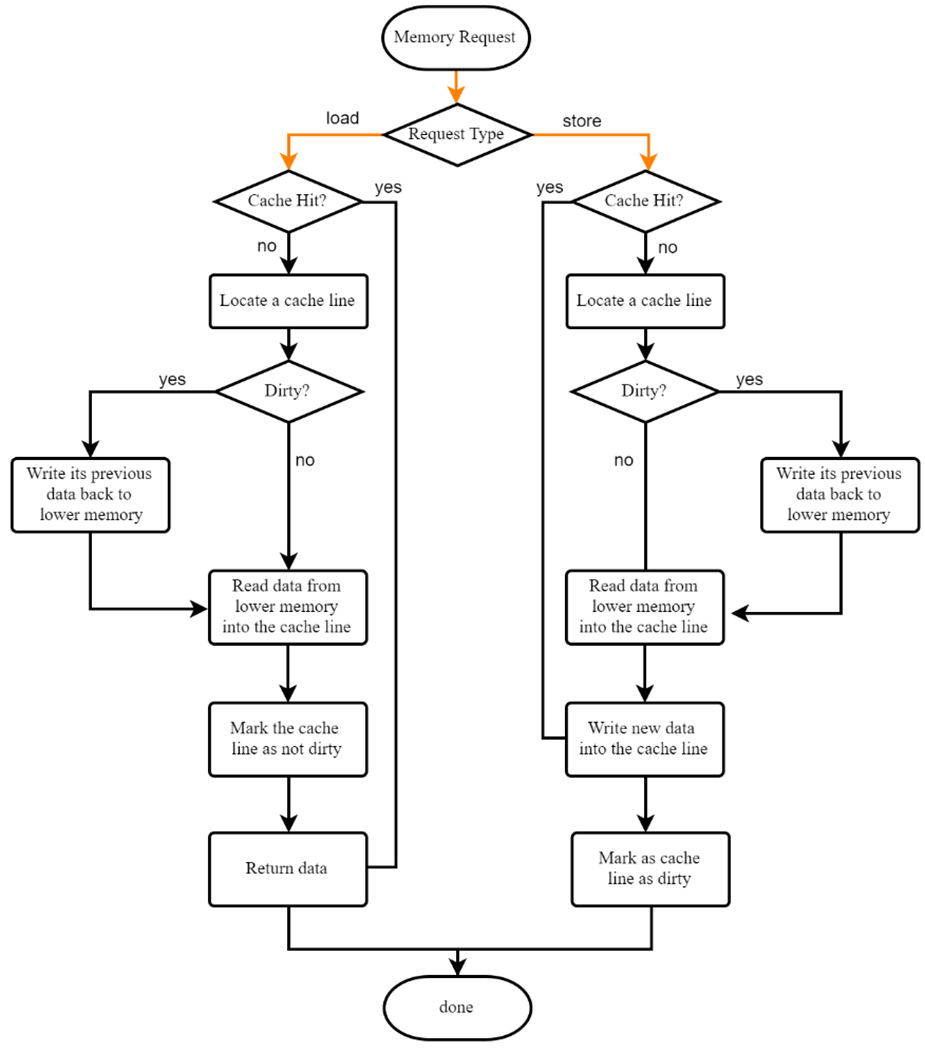 Memory Request
load
Request Type
store
Cache Hit?
yes
yes
Cache Hit?
no
no
Locate a cache line
Locate a cache line
yes
Dirty?
Dirty?
yes
no
no
Write its previous
data back to
lower memory
Write its previous
data back to
lower memory
Read data from
lower memory
into the cache line
Read data from
lower memory
into the cache line
Mark the cache
line as not dirty
Write new data
into the cache line
Return data
Mark as cache
line as dirty
done